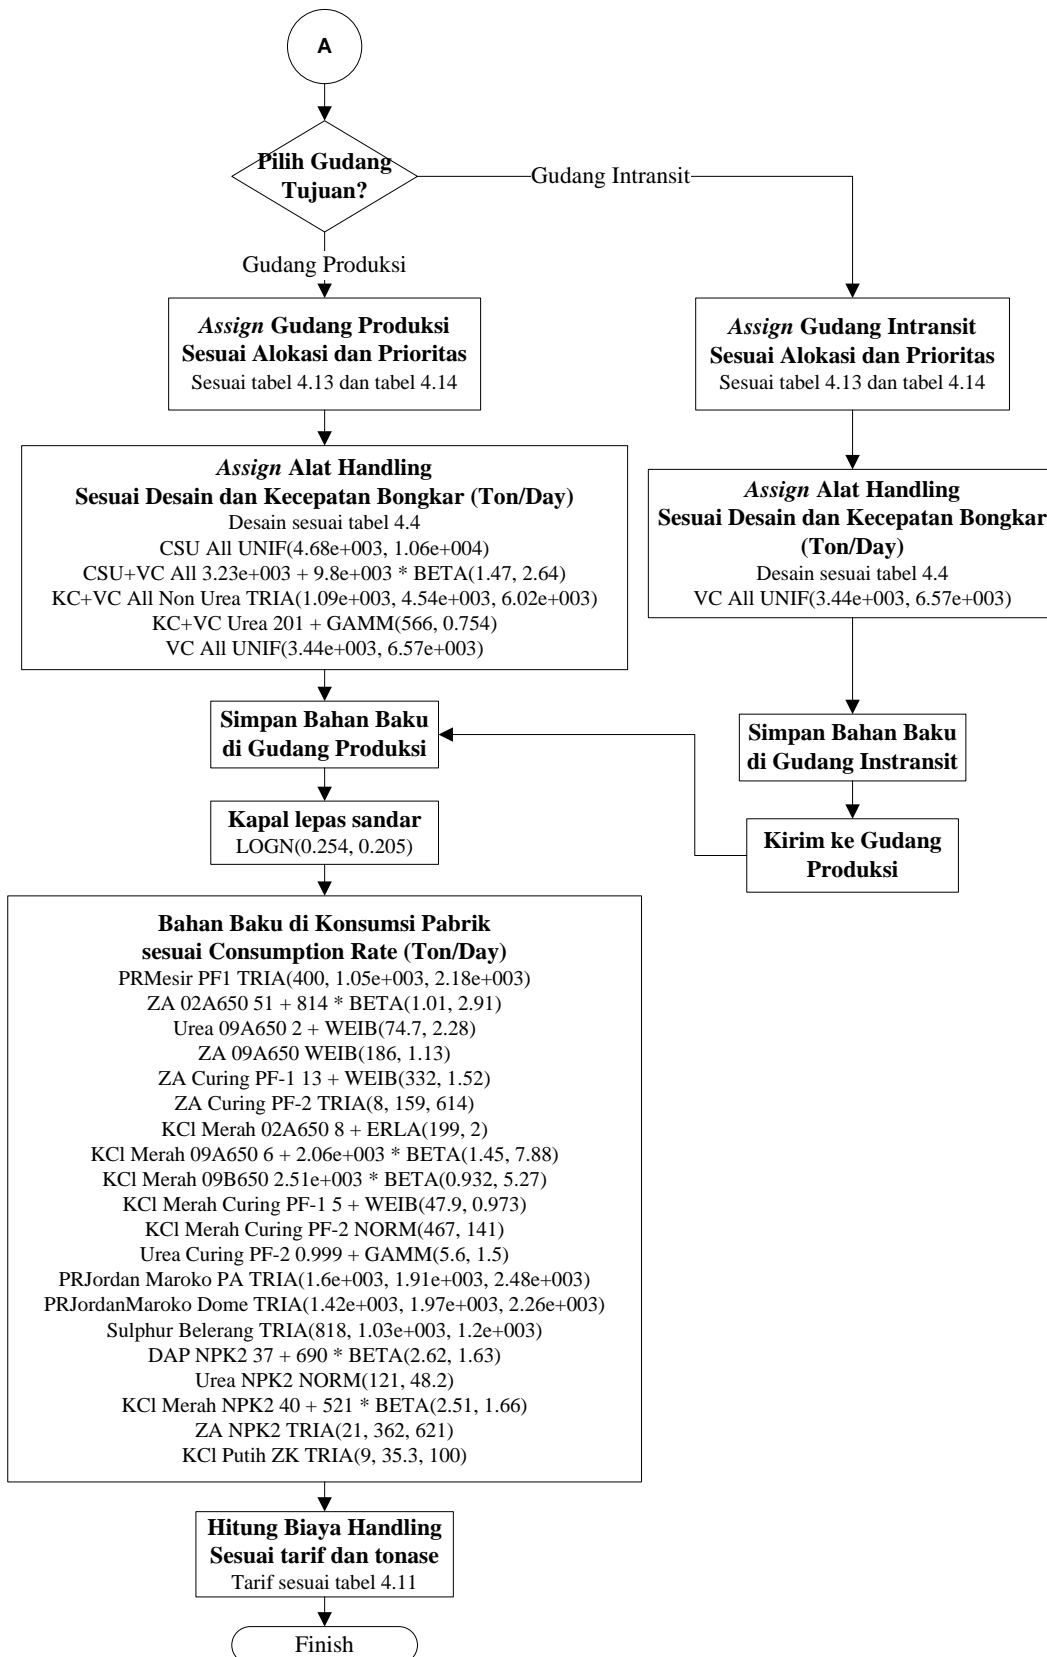 A
Pilih Gudang
Tujuan?
Gudang Intransit
Gudang Produksi
Assign Gudang Produksi
Sesuai Alokasi dan Prioritas
Sesuai tabel 4.13 dan tabel 4.14
Assign Gudang Intransit
Sesuai Alokasi dan Prioritas
Sesuai tabel 4.13 dan tabel 4.14
Assign Alat Handling
Sesuai Desain dan Kecepatan Bongkar (Ton/Day)
Desain sesuai tabel 4.4
CSU All UNIF(4.68e+003, 1.06e+004)
CSU+VC All 3.23e+003 + 9.8e+003 * BETA(1.47, 2.64)
KC+VC All Non Urea TRIA(1.09e+003, 4.54e+003, 6.02e+003)
KC+VC Urea 201 + GAMM(566, 0.754)
VC All UNIF(3.44e+003, 6.57e+003)
Assign Alat Handling
Sesuai Desain dan Kecepatan Bongkar
(Ton/Day)
Desain sesuai tabel 4.4
VC All UNIF(3.44e+003, 6.57e+003)
Simpan Bahan Baku
di Gudang Produksi
Simpan Bahan Baku
di Gudang Instransit
Kapal lepas sandar
LOGN(0.254, 0.205)
Kirim ke Gudang
Produksi
Bahan Baku di Konsumsi Pabrik
sesuai Consumption Rate (Ton/Day)
PRMesir PF1 TRIA(400, 1.05e+003, 2.18e+003)
ZA 02A650 51 + 814 * BETA(1.01, 2.91)
Urea 09A650 2 + WEIB(74.7, 2.28)
ZA 09A650 WEIB(186, 1.13)
ZA Curing PF-1 13 + WEIB(332, 1.52)
ZA Curing PF-2 TRIA(8, 159, 614)
KCl Merah 02A650 8 + ERLA(199, 2)
KCl Merah 09A650 6 + 2.06e+003 * BETA(1.45, 7.88)
KCl Merah 09B650 2.51e+003 * BETA(0.932, 5.27)
KCl Merah Curing PF-1 5 + WEIB(47.9, 0.973)
KCl Merah Curing PF-2 NORM(467, 141)
Urea Curing PF-2 0.999 + GAMM(5.6, 1.5)
PRJordan Maroko PA TRIA(1.6e+003, 1.91e+003, 2.48e+003)
PRJordanMaroko Dome TRIA(1.42e+003, 1.97e+003, 2.26e+003)
Sulphur Belerang TRIA(818, 1.03e+003, 1.2e+003)
DAP NPK2 37 + 690 * BETA(2.62, 1.63)
Urea NPK2 NORM(121, 48.2)
KCl Merah NPK2 40 + 521 * BETA(2.51, 1.66)
ZA NPK2 TRIA(21, 362, 621)
KCl Putih ZK TRIA(9, 35.3, 100)
Hitung Biaya Handling
Sesuai tarif dan tonase
Tarif sesuai tabel 4.11
Finish